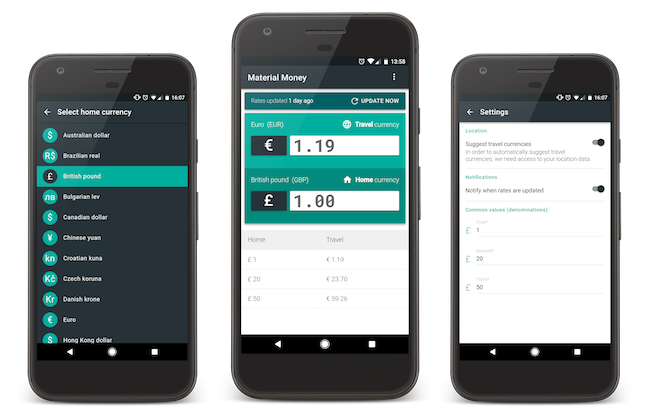 16:07
Select home currency
$ Australian dollar
R$ Brazilian real
£ British pound
лв Bulgarian lev
$ Canadian dollar
¥ Chinese yuan
kn Croatian kuna
Kč Czech koruna
Kr Danish krone
€ Euro
$ Hong Kong dollar
13:58
Material Money
Rates updated 1 day ago UPDATE NOW
Euro (EUR) Travel currency
€ 1.19
British pound (GBP) Home currency
£ 1.00
Home Travel
£ 1 € 1.19
£ 20 € 23.70
£ 50 € 59.26
16:07
Settings
Location
Suggest travel currencies
In order to automatically suggest travel
currencies, we need access to your location data.
Notifications
Notify when rates are updated
Common values (denominations)
First*
£ 1
Second*
20
Third*
£ 50